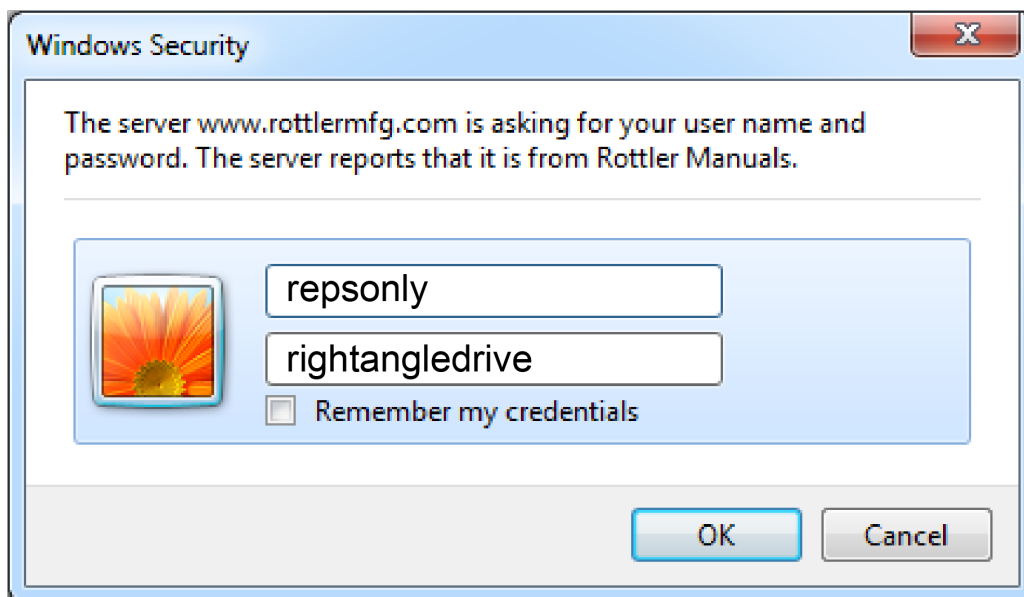 Windows Security
The server www.rottlermfg.com is asking for your user name and
password. The server reports that it is from Rottler Manuals.
repsonly
rightangledrive
Remember my credentials
OK
Cancel